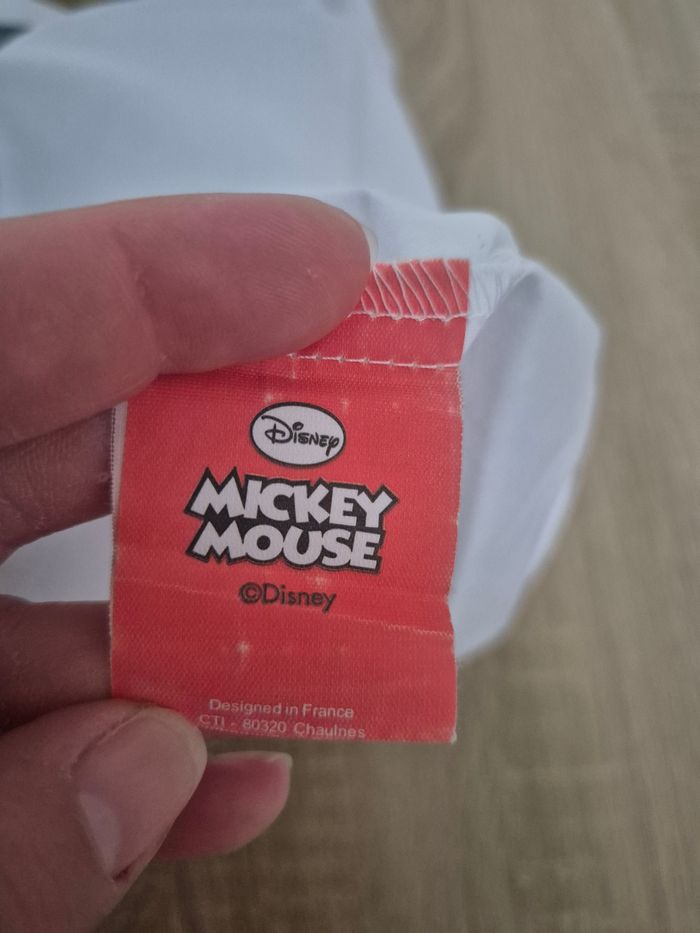 Disney
MICKEY
MOUSE
©Disney
Designed in France
CTI - 80320 Chaulnes